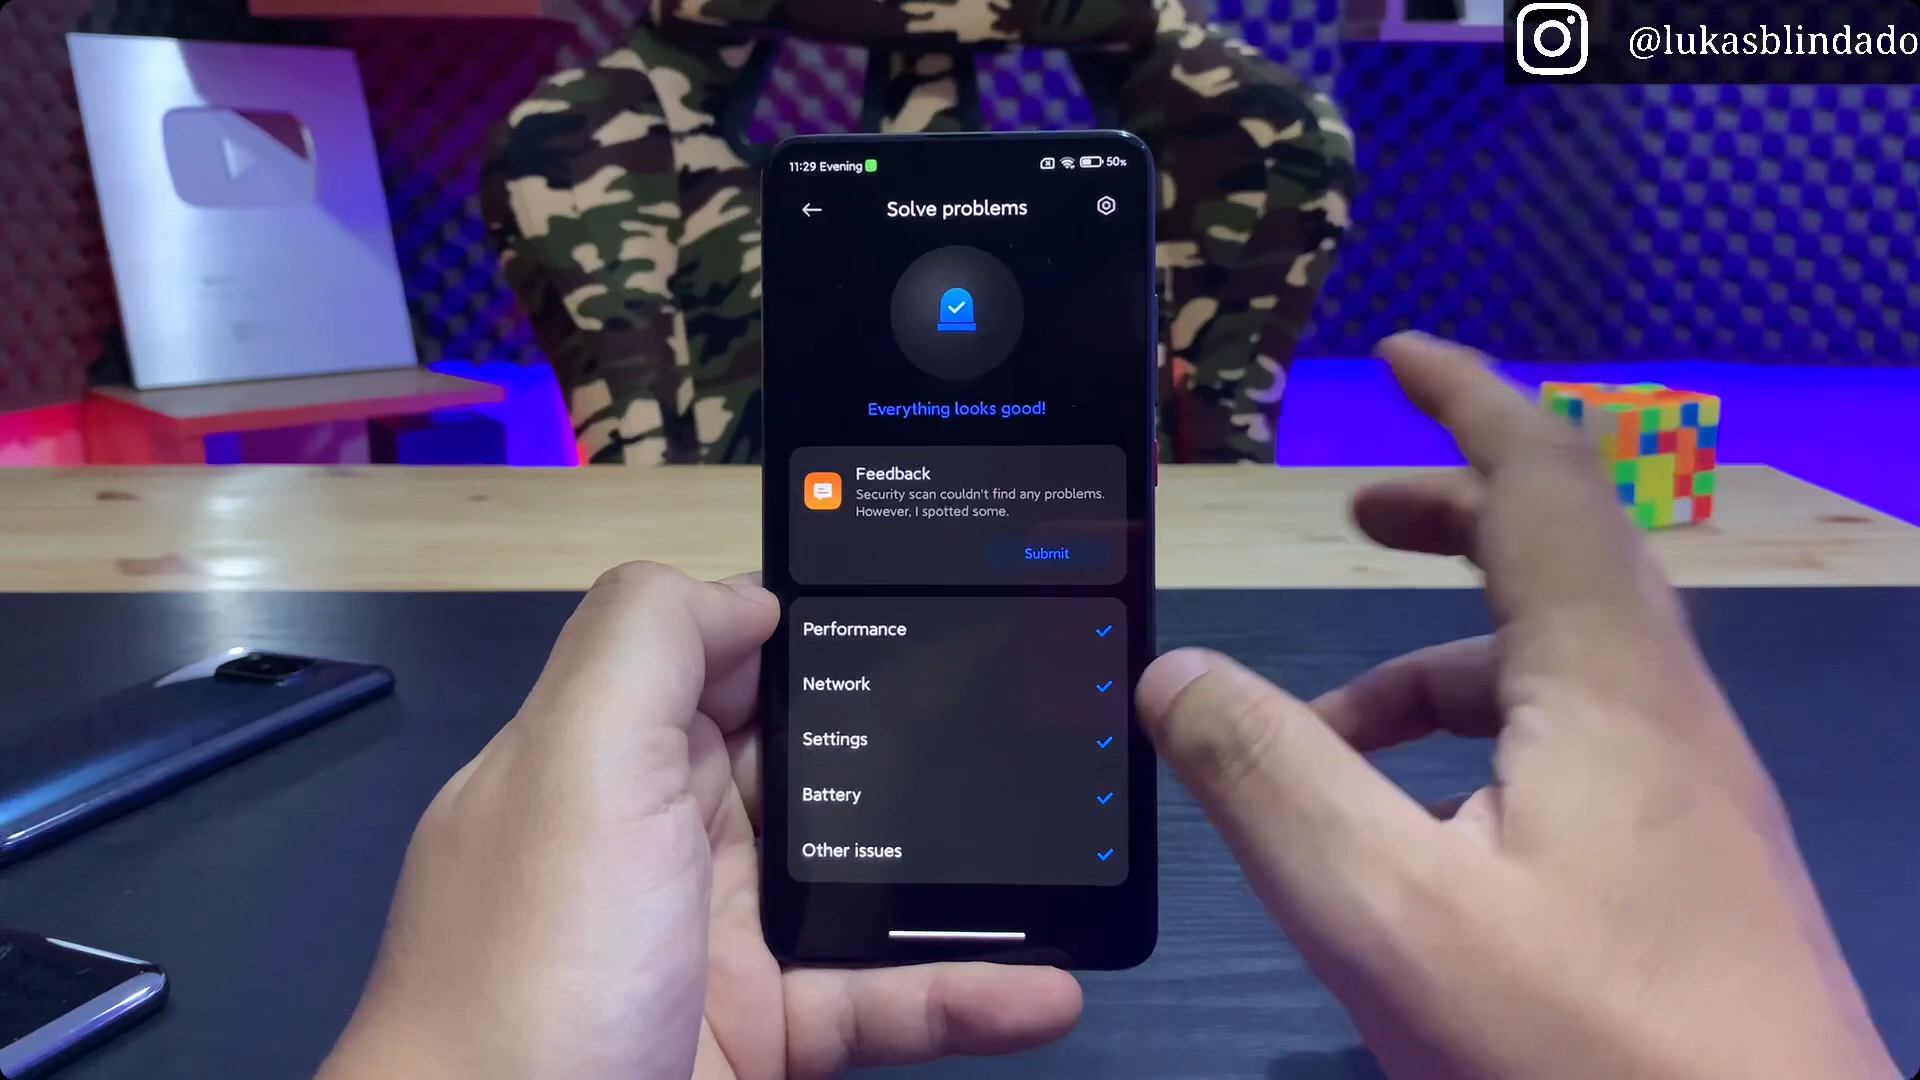 @lukasblindado
11:29 Evening
50%
Solve problems
Everything looks good!
Feedback
Security scan couldn't find any problems.
However, I spotted some.
Submit
Performance
Network
Settings
Battery
Other issues